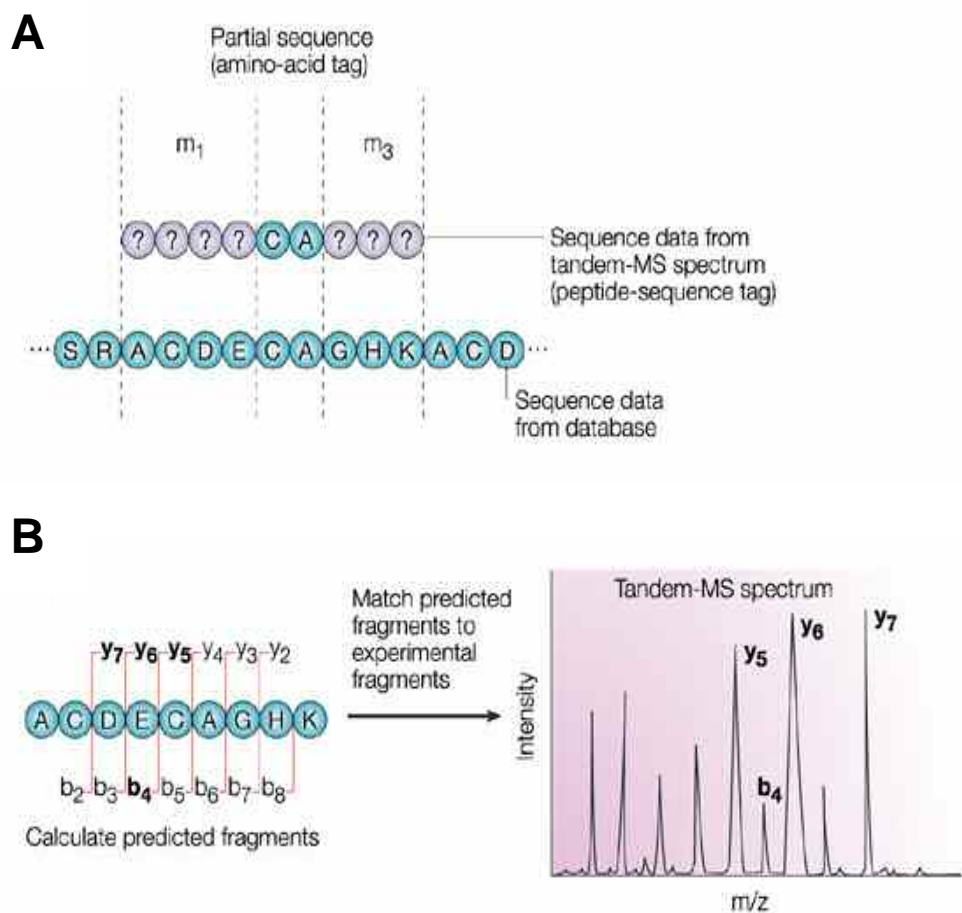 A
Partial sequence
(amino-acid tag)
m1 m3
? ? ? ? C A ? ? ?
Sequence data from
tandem-MS spectrum
(peptide-sequence tag)
... S R A C D E C A G H K A C D ...
Sequence data
from database
B
Match predicted
fragments to
experimental
fragments
y7 y6 y5 y4 y3 y2
A C D E C A G H K
b2 b3 b4 b5 b6 b7 b8
Calculate predicted fragments
Tandem-MS spectrum
Intensity
y5
b4
y6
y7
m/z